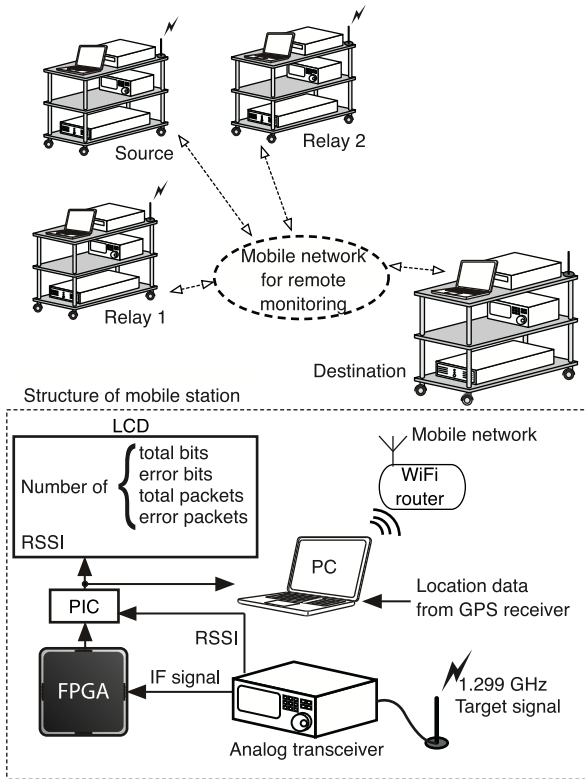 Source
Relay 2
Relay 1
Mobile network
for remote
monitoring
Destination
Structure of mobile station
LCD
Number of
total bits
error bits
total packets
error packets
RSSI
Mobile network
WiFi
router
PC
PIC
Location data
from GPS receiver
RSSI
FPGA
IF signal
1.299 GHz
Target signal
Analog transceiver